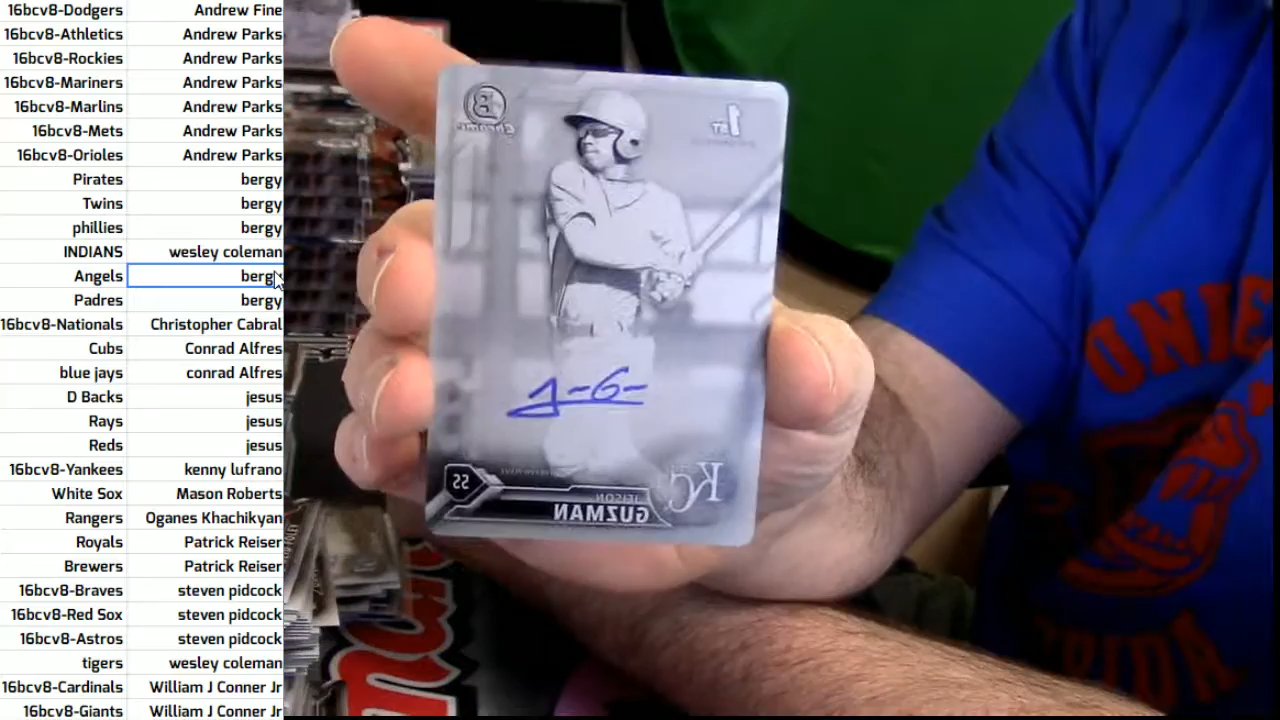 16bcv8-Dodgers Andrew Fine
16bcv8-Athletics Andrew Parks
16bcv8-Rockies Andrew Parks
16bcv8-Mariners Andrew Parks
16bcv8-Marlins Andrew Parks
16bcv8-Mets Andrew Parks
16bcv8-Orioles Andrew Parks
Pirates bergy
Twins bergy
phillies bergy
INDIANS wesley coleman
Angels bergy
Padres bergy
16bcv8-Nationals Christopher Cabral
Cubs Conrad Alfres
blue jays conrad Alfres
D Backs jesus
Rays jesus
Reds jesus
16bcv8-Yankees kenny lufrano
White Sox Mason Roberts
Rangers Oganes Khachikyan
Royals Patrick Reiser
Brewers Patrick Reiser
16bcv8-Braves steven pidcock
16bcv8-Red Sox steven pidcock
16bcv8-Astros steven pidcock
tigers wesley coleman
16bcv8-Cardinals William J Conner Jr
16bcv8-Giants William J Conner Jr
B
Chrome
1ST
J-G-
KC
SS
JEISON
GUZMAN